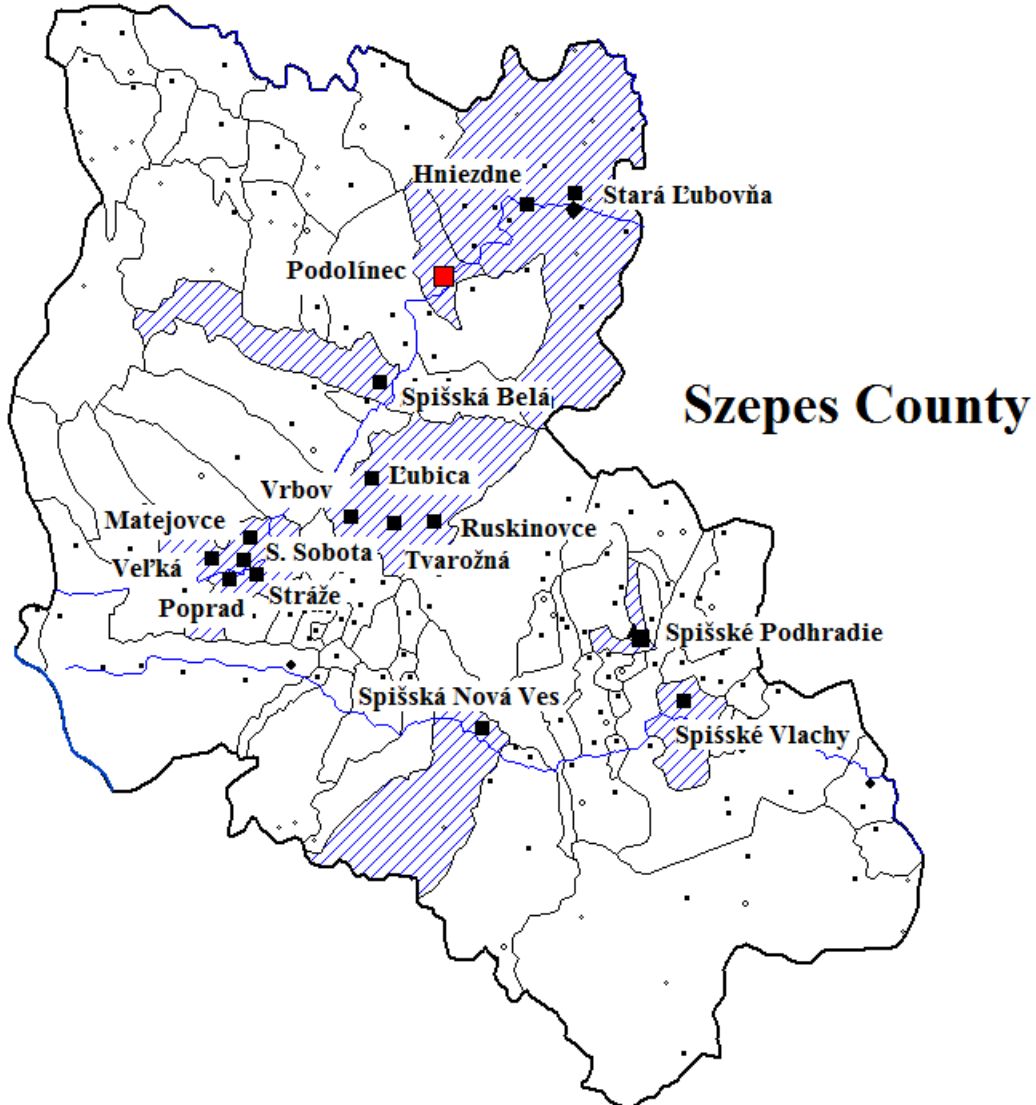 Hniezdne
Stará Ľubovňa
Podolínec
Spišská Belá
Szepes County
Ľubica
Vrbov
Matejovce
Ruskinovce
S. Sobota
Tvarožná
Veľká
Stráže
Poprad
Spišské Podhradie
Spišská Nová Ves
Spišské Vlachy